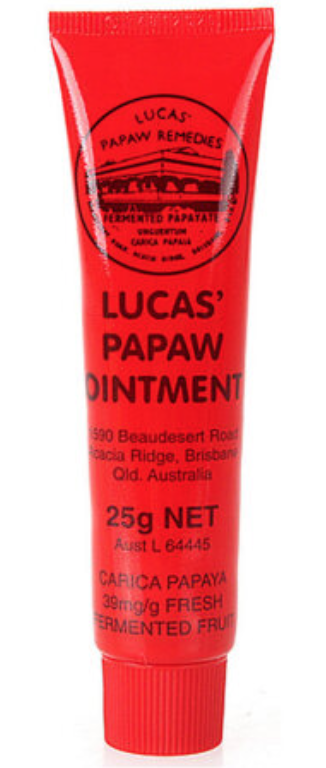 LUCAS'
PAPAW REMEDIES
FERMENTED PAPAYATE
UNGUENTUM
CARICA PAPAIA
LUCAS'
PAPAW
OINTMENT
590 Beaudesert Road
Acacia Ridge, Brisbane
Qld. Australia
25g NET
Aust L 64445
CARICA PAPAYA
39mg/g FRESH
FERMENTED FRUIT